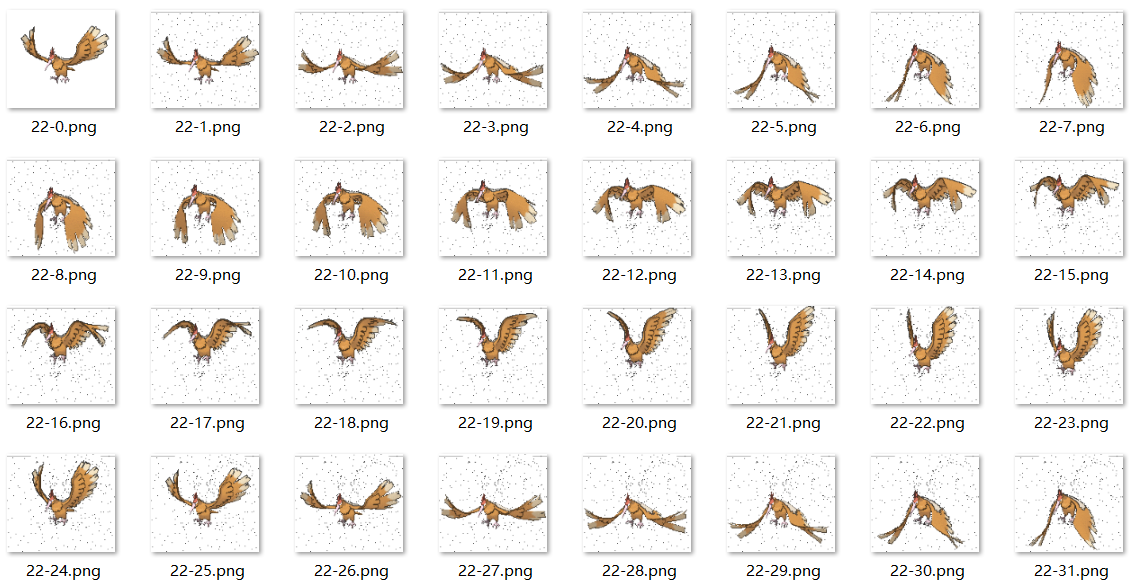 22-0.png 22-1.png 22-2.png 22-3.png 22-4.png 22-5.png 22-6.png 22-7.png
22-8.png 22-9.png 22-10.png 22-11.png 22-12.png 22-13.png 22-14.png 22-15.png
22-16.png 22-17.png 22-18.png 22-19.png 22-20.png 22-21.png 22-22.png 22-23.png
22-24.png 22-25.png 22-26.png 22-27.png 22-28.png 22-29.png 22-30.png 22-31.png